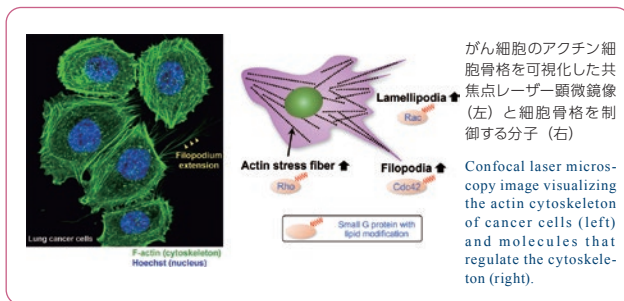 Filopodium
extension
Lung cancer cells
F-actin (cytoskeleton)
Hoechst (nucleus)
Lamellipodia
Rac
Actin stress fiber
Rho
Filopodia
Cdc42
Small G protein with
lipid modification
がん細胞のアクチン細
胞骨格を可視化した共
焦点レーザー顕微鏡像
（左）と細胞骨格を制
御する分子（右）
Confocal laser micros-
copy image visualizing
the actin cytoskeleton
of cancer cells (left)
and molecules that
regulate the cytoskele-
ton (right).